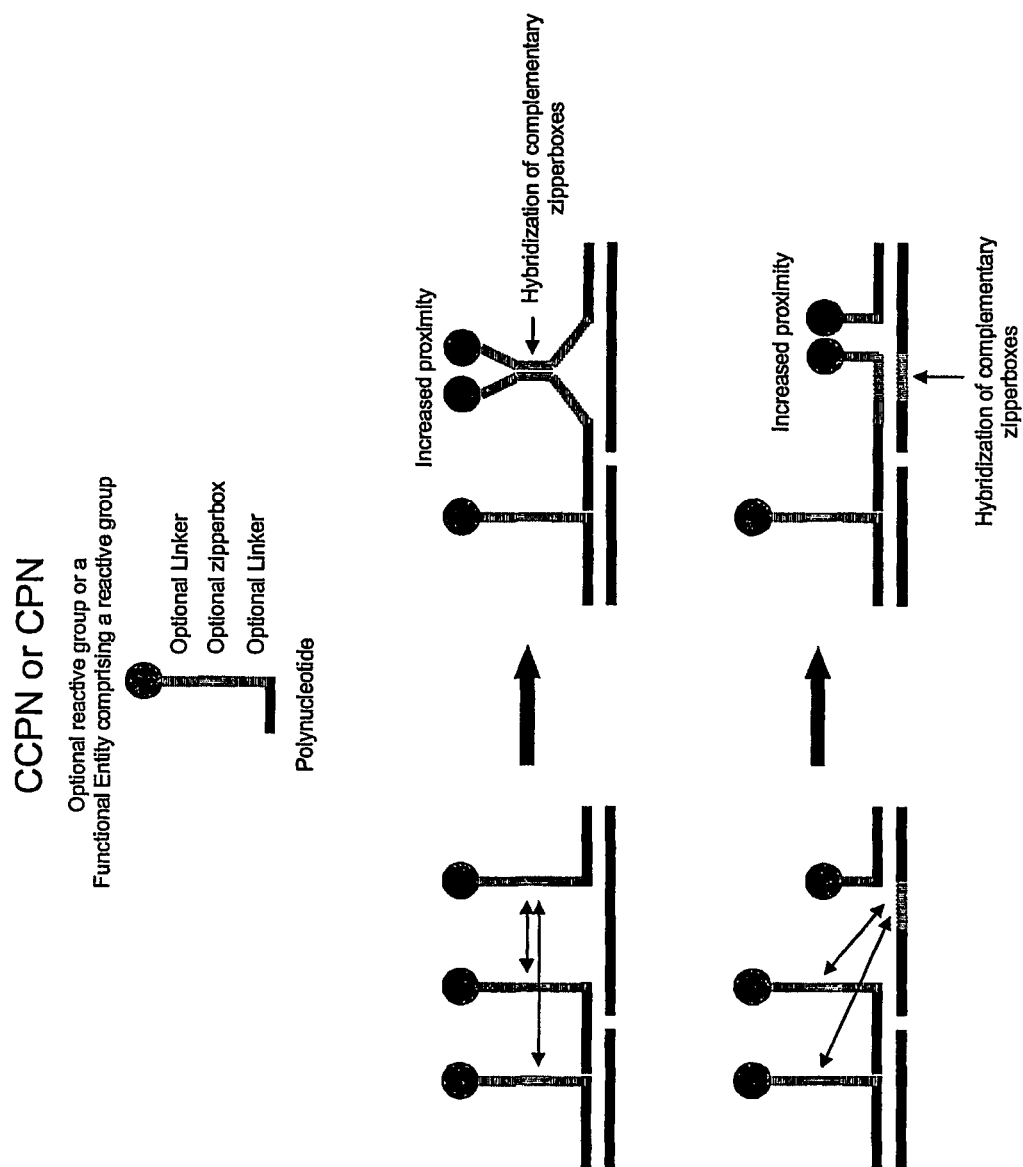 CCPN or CPN
Optional reactive group or a
Functional Entity comprising a reactive group
Optional Linker
Optional zipperbox
Optional Linker
Polynucleotide
Increased proximity
Hybridization of complementary
zipperboxes
Increased proximity
Hybridization of complementary
zipperboxes